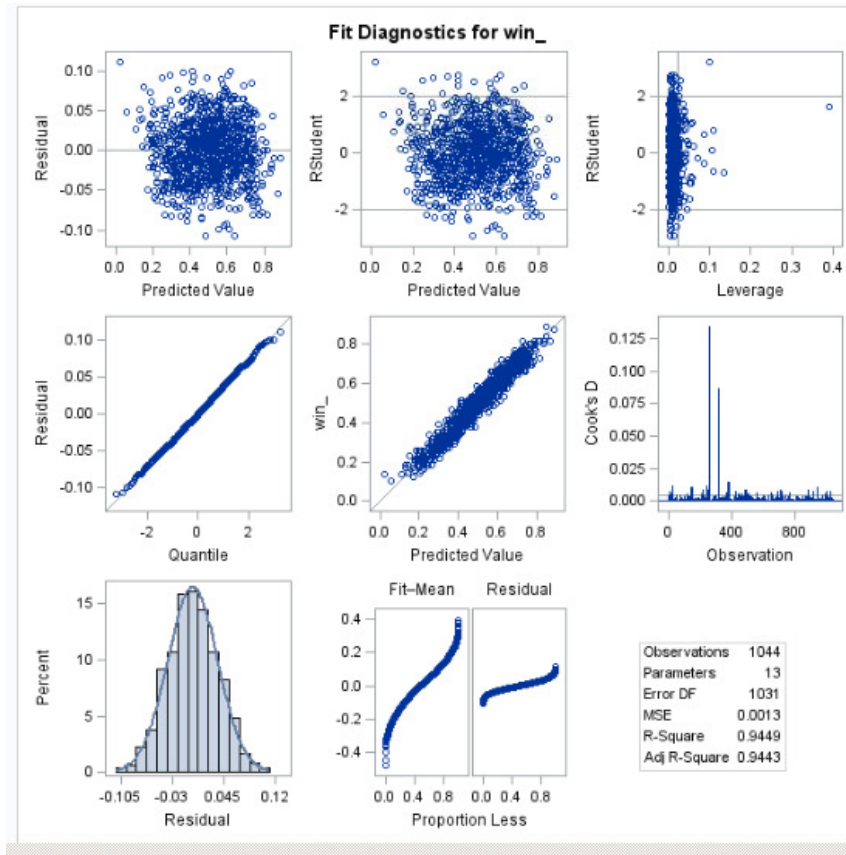 Fit Diagnostics for win_
0.10
0.05
0.00
-0.05
-0.10
Residual
0.0 0.2 0.4 0.6 0.8
Predicted Value
2
0
-2
RStudent
0.0 0.2 0.4 0.6 0.8
Predicted Value
2
0
-2
RStudent
0.0 0.1 0.2 0.3 0.4
Leverage
0.10
0.05
0.00
-0.05
-0.10
Residual
-2 0 2
Quantile
0.8
0.6
0.4
0.2
0.0
win_
0.0 0.2 0.4 0.6 0.8
Predicted Value
0.125
0.100
0.075
0.050
0.025
0.000
Cook's D
0 400 800
Observation
15
10
5
0
Percent
-0.105 -0.03 0.045 0.12
Residual
Fit–Mean Residual
0.4
0.2
0.0
-0.2
-0.4
0.0 0.4 0.8 0.0 0.4 0.8
Proportion Less
Observations 1044
Parameters 13
Error DF 1031
MSE 0.0013
R-Square 0.9449
Adj R-Square 0.9443